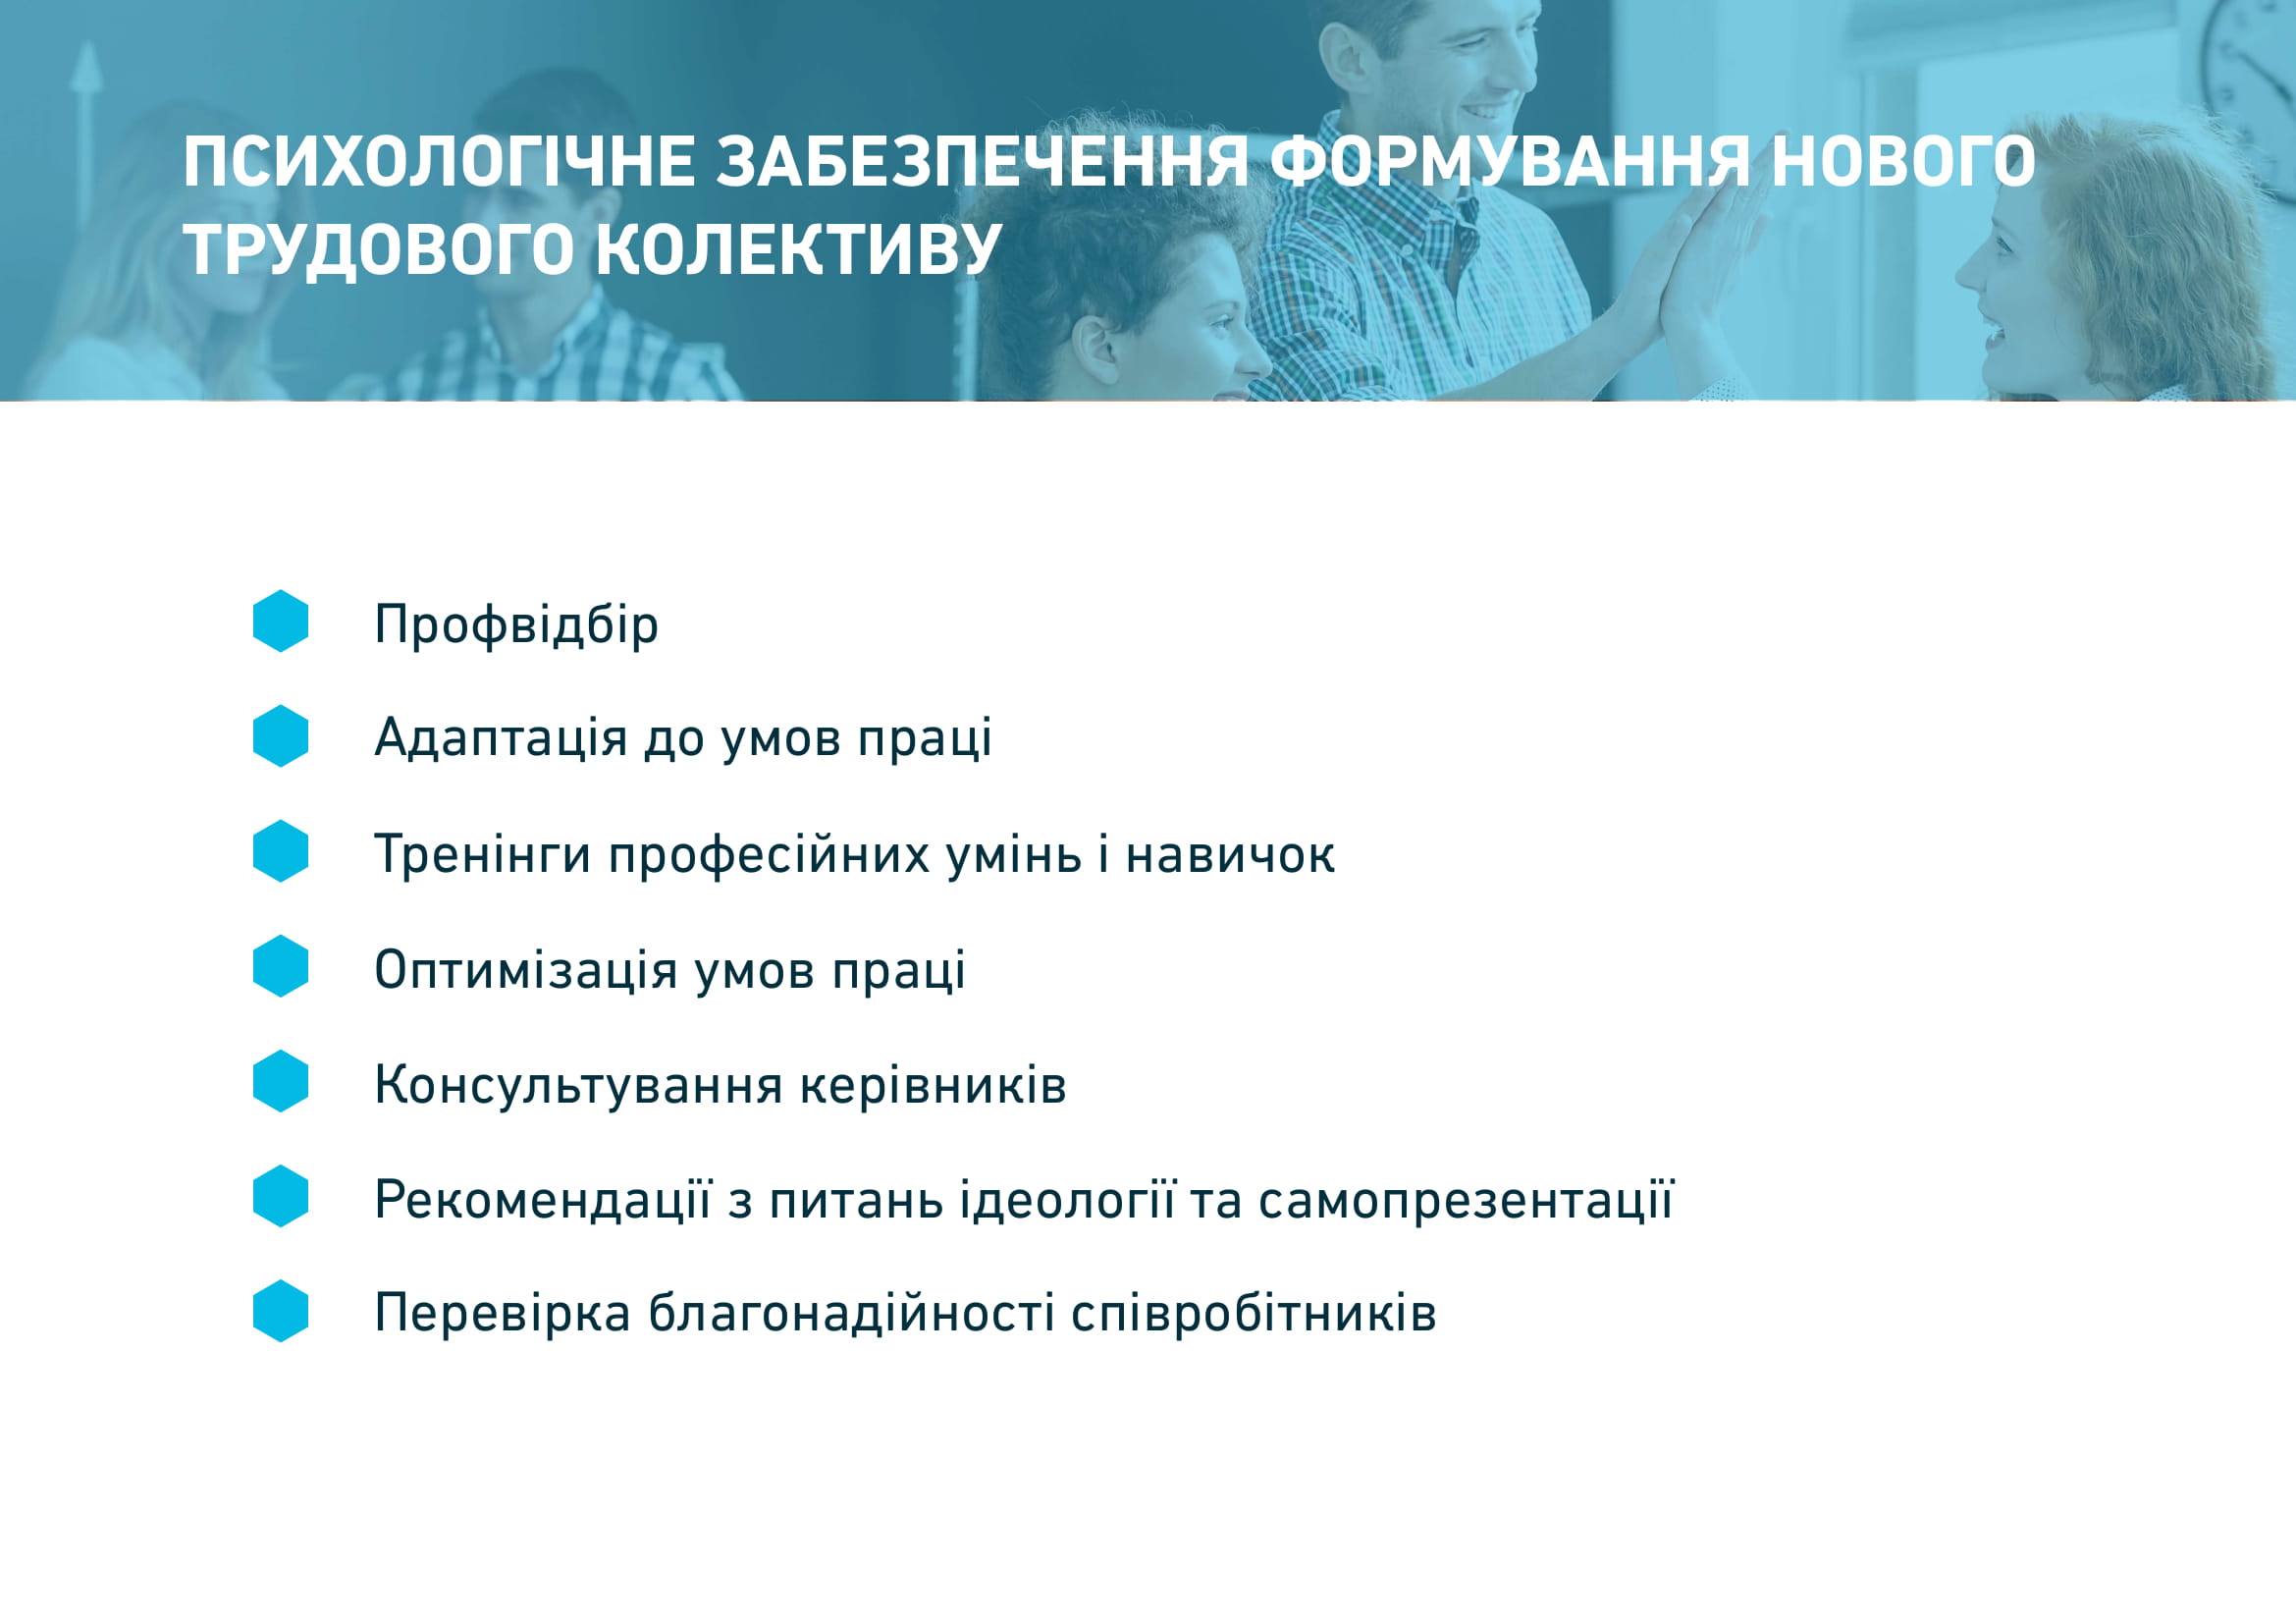 ПСИХОЛОГІЧНЕ ЗАБЕЗПЕЧЕННЯ ФОРМУВАННЯ НОВОГО
ТРУДОВОГО КОЛЕКТИВУ
Профвідбір
Адаптація до умов праці
Тренінги професійних умінь і навичок
Оптимізація умов праці
Консультування керівників
Рекомендації з питань ідеології та самопрезентації
Перевірка благонадійності співробітників